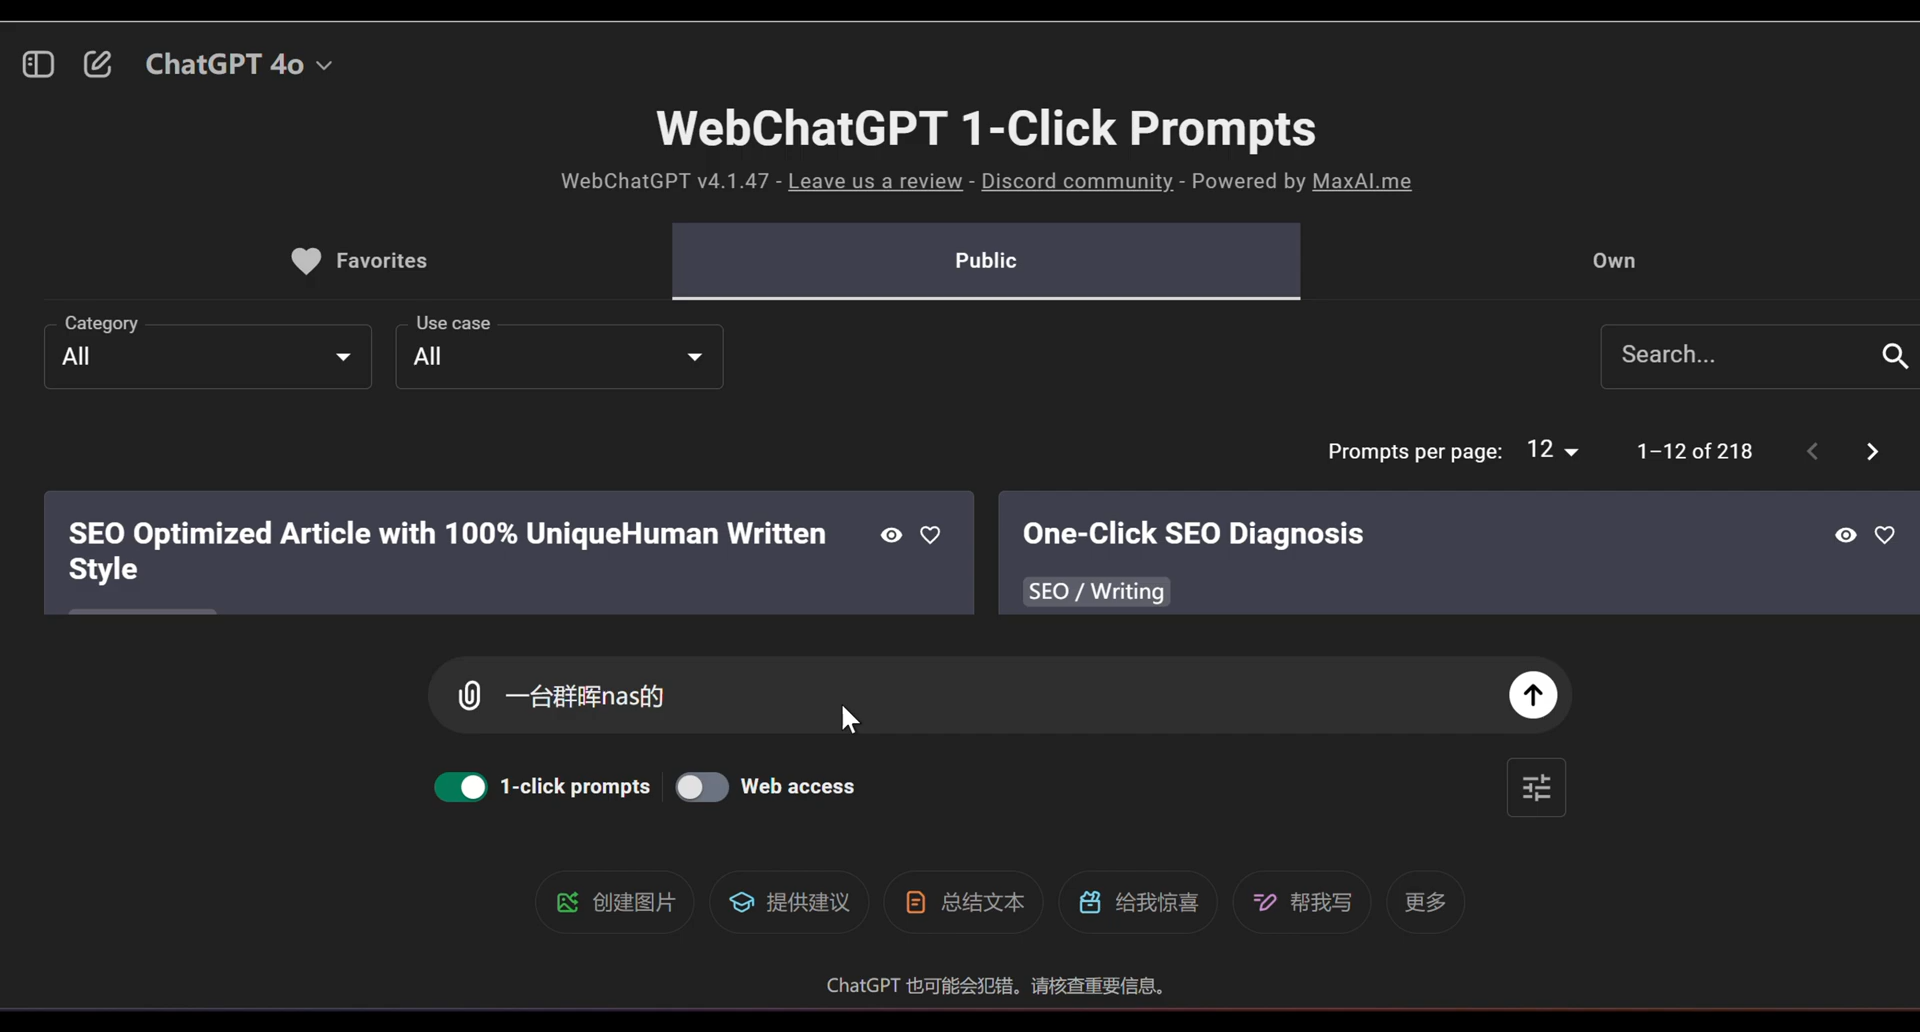 ChatGPT 4o
WebChatGPT 1-Click Prompts
WebChatGPT v4.1.47 - Leave us a review - Discord community - Powered by MaxAI.me
Favorites
Public
Own
Category
All
Use case
All
Search...
Prompts per page: 12 1–12 of 218
SEO Optimized Article with 100% UniqueHuman Written
Style
One-Click SEO Diagnosis
SEO / Writing
一台群晖nas的
1-click prompts
Web access
创建图片
提供建议
总结文本
给我惊喜
帮我写
更多
ChatGPT 也可能会犯错。请核查重要信息。